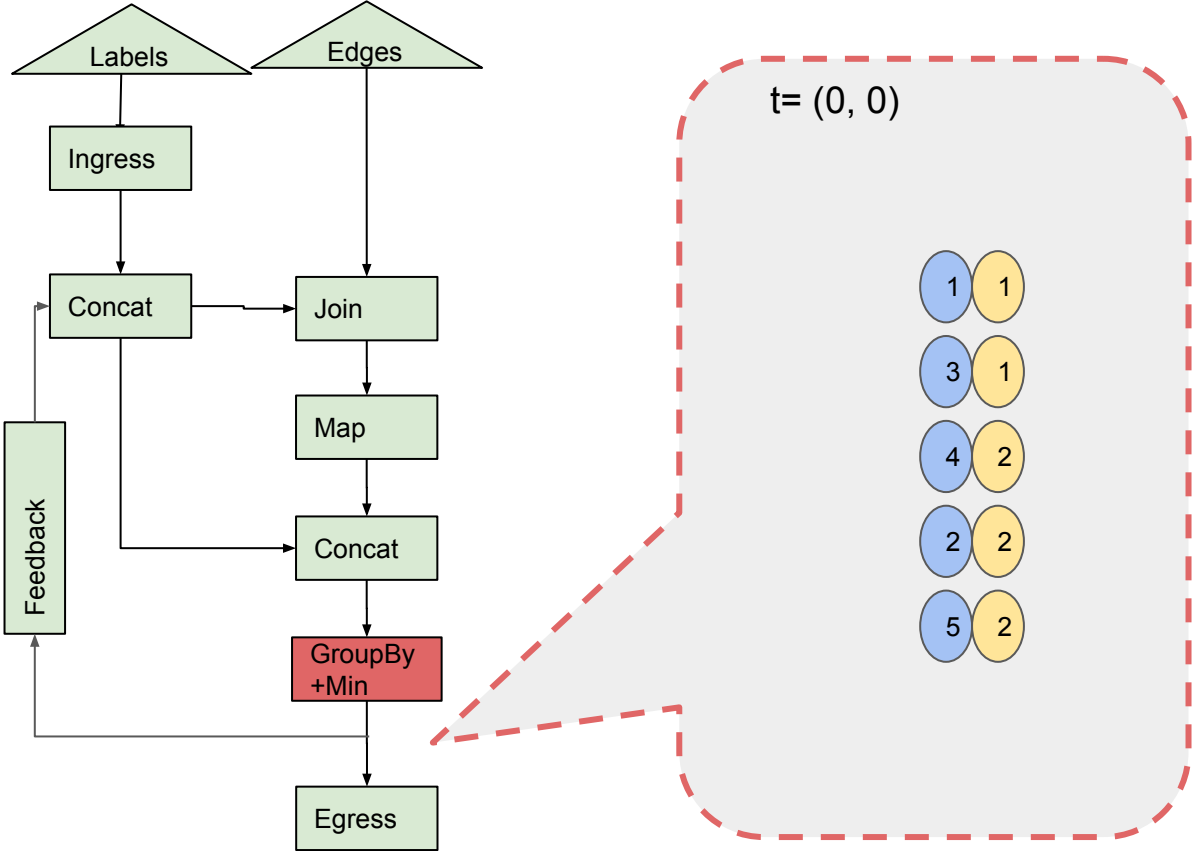 Labels
Edges
Ingress
Concat
Join
Map
Feedback
Concat
GroupBy
+Min
Egress
t= (0, 0)
1 1
3 1
4 2
2 2
5 2